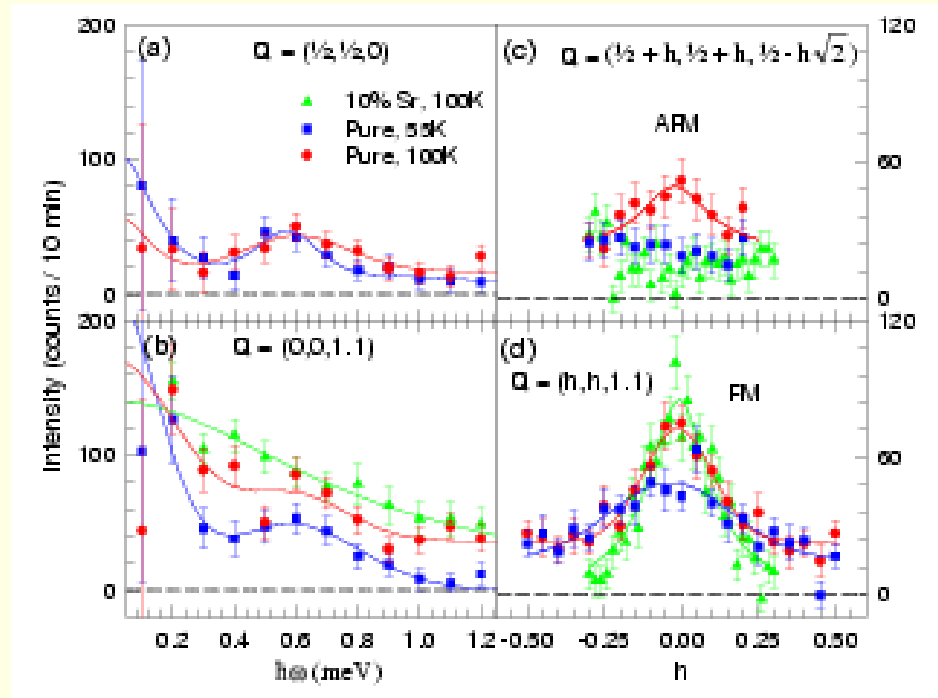 200
(a)
Q = (½,½,0)
10% Sr, 100K
Pure, 55K
Pure, 100K
100
0
200
(b)
Q = (0,0,1.1)
100
0
Intensity (counts / 10 min)
0.2 0.4 0.6 0.8 1.0 1.2
ħω (meV)
(c)
Q = (½ + h, ½ + h, ½ - h√2)
AFM
120
60
0
(d)
Q = (h,h,1.1)
FM
120
60
0
-0.50 -0.25 0.00 0.25 0.50
h